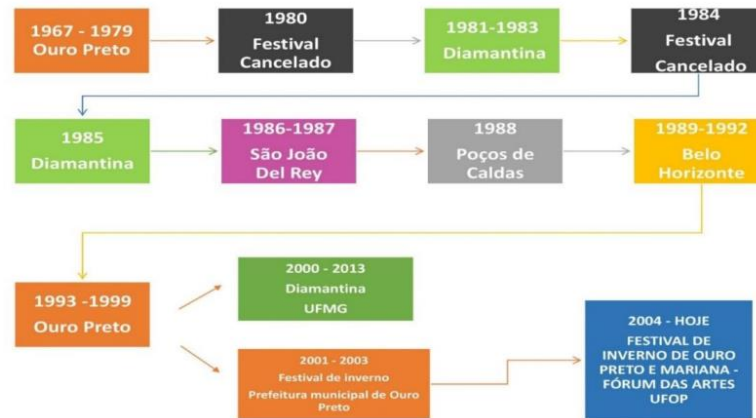 1967 - 1979
Ouro Preto
1980
Festival
Cancelado
1981-1983
Diamantina
1984
Festival
Cancelado
1985
Diamantina
1986-1987
São João
Del Rey
1988
Poços de
Caldas
1989-1992
Belo
Horizonte
1993 -1999
Ouro Preto
2000 - 2013
Diamantina
UFMG
2001 - 2003
Festival de inverno
Prefeitura municipal de Ouro
Preto
2004 - HOJE
FESTIVAL DE
INVERNO DE OURO
PRETO E MARIANA -
FÓRUM DAS ARTES
UFOP